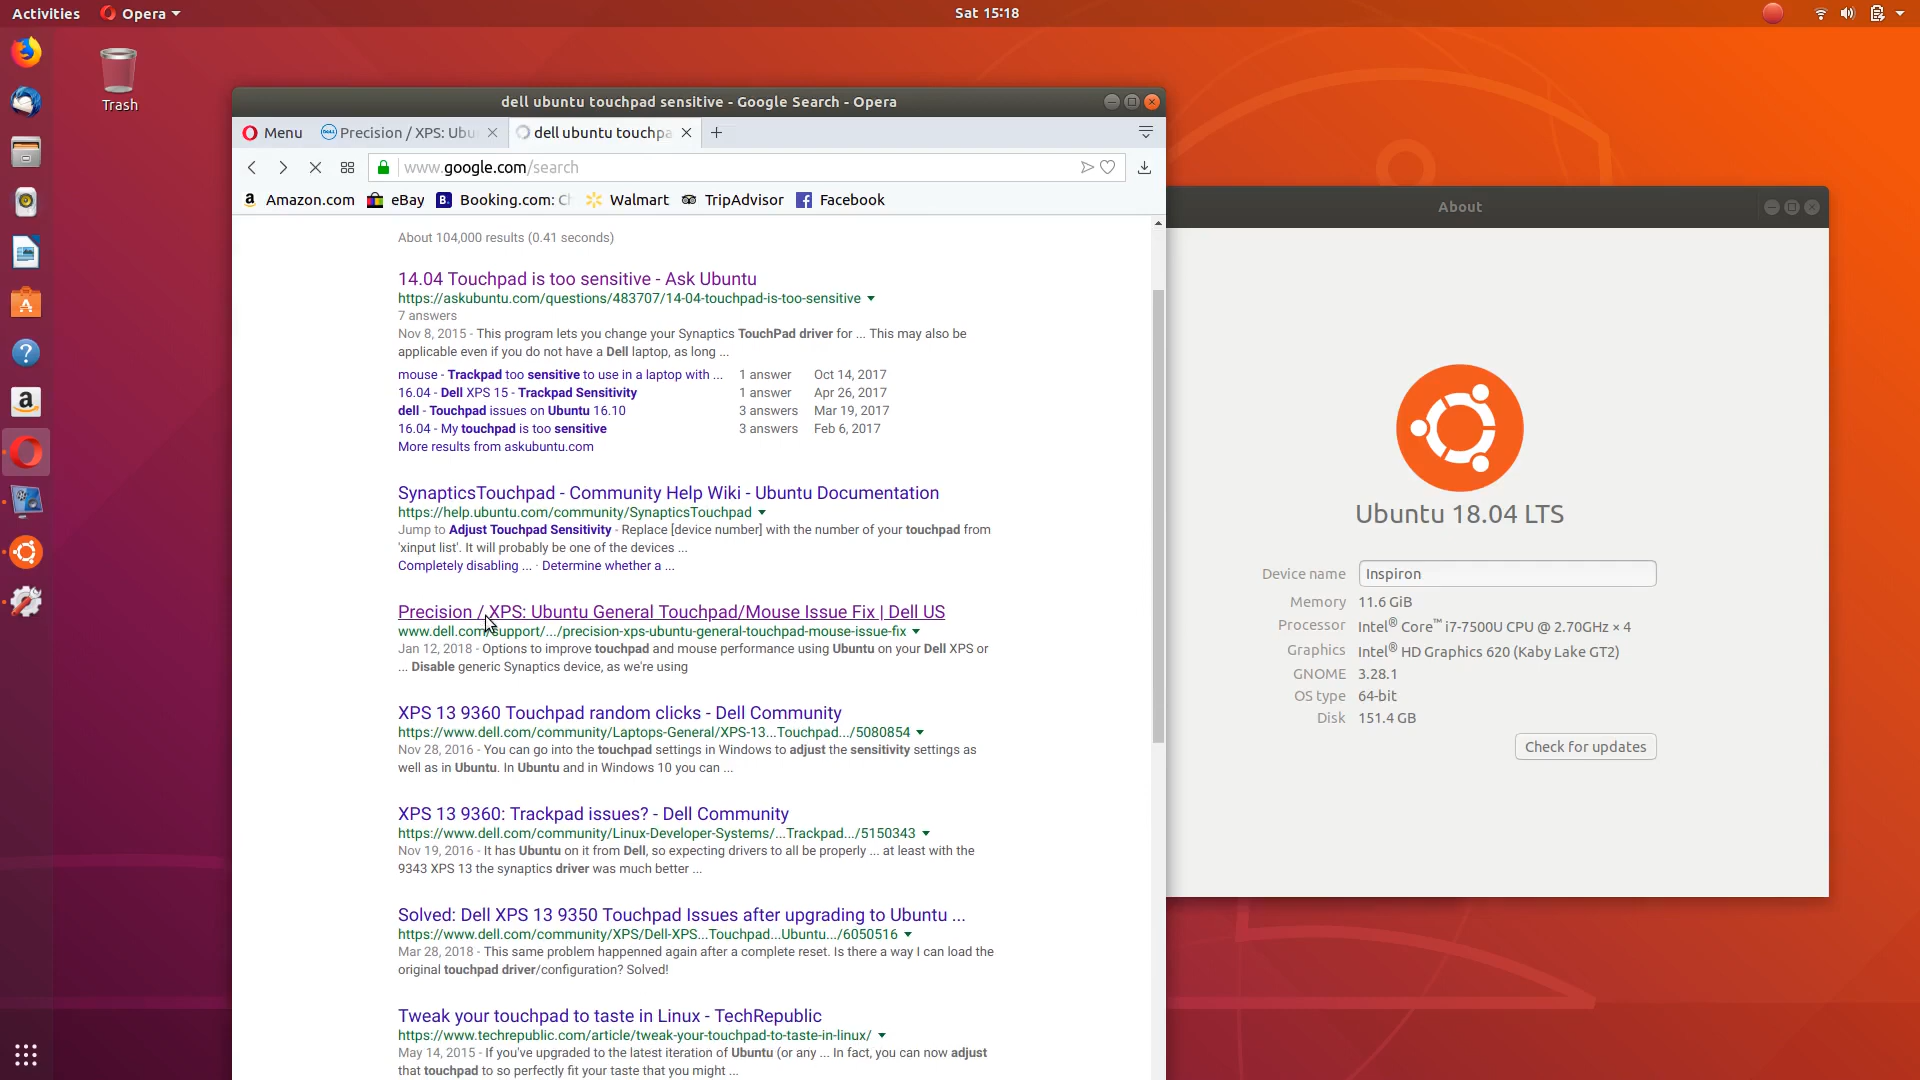 Activities
Opera
Sat 15:18
Trash
dell ubuntu touchpad sensitive - Google Search - Opera
Menu
Precision / XPS: Ubu
dell ubuntu touchpa
www.google.com/search
Amazon.com
eBay
Booking.com: C
Walmart
TripAdvisor
Facebook
About 104,000 results (0.41 seconds)
14.04 Touchpad is too sensitive - Ask Ubuntu
https://askubuntu.com/questions/483707/14-04-touchpad-is-too-sensitive
7 answers
Nov 8, 2015 - This program lets you change your Synaptics TouchPad driver for ... This may also be
applicable even if you do not have a Dell laptop, as long ...
mouse - Trackpad too sensitive to use in a laptop with ... 1 answer Oct 14, 2017
16.04 - Dell XPS 15 - Trackpad Sensitivity 1 answer Apr 26, 2017
dell - Touchpad issues on Ubuntu 16.10 3 answers Mar 19, 2017
16.04 - My touchpad is too sensitive 3 answers Feb 6, 2017
More results from askubuntu.com
SynapticsTouchpad - Community Help Wiki - Ubuntu Documentation
https://help.ubuntu.com/community/SynapticsTouchpad
Jump to Adjust Touchpad Sensitivity - Replace [device number] with the number of your touchpad from
'xinput list'. It will probably be one of the devices ...
Completely disabling ... · Determine whether a ...
Precision / XPS: Ubuntu General Touchpad/Mouse Issue Fix | Dell US
www.dell.com/support/.../precision-xps-ubuntu-general-touchpad-mouse-issue-fix
Jan 12, 2018 - Options to improve touchpad and mouse performance using Ubuntu on your Dell XPS or
... Disable generic Synaptics device, as we're using
XPS 13 9360 Touchpad random clicks - Dell Community
https://www.dell.com/community/Laptops-General/XPS-13...Touchpad.../5080854
Nov 28, 2016 - You can go into the touchpad settings in Windows to adjust the sensitivity settings as
well as in Ubuntu. In Ubuntu and in Windows 10 you can ...
XPS 13 9360: Trackpad issues? - Dell Community
https://www.dell.com/community/Linux-Developer-Systems/...Trackpad.../5150343
Nov 19, 2016 - It has Ubuntu on it from Dell, so expecting drivers to all be properly ... at least with the
9343 XPS 13 the synaptics driver was much better ...
Solved: Dell XPS 13 9350 Touchpad Issues after upgrading to Ubuntu ...
https://www.dell.com/community/XPS/Dell-XPS...Touchpad...Ubuntu.../6050516
Mar 28, 2018 - This same problem happenned again after a complete reset. Is there a way I can load the
original touchpad driver/configuration? Solved!
Tweak your touchpad to taste in Linux - TechRepublic
https://www.techrepublic.com/article/tweak-your-touchpad-to-taste-in-linux/
May 14, 2015 - If you've upgraded to the latest iteration of Ubuntu (or any ... In fact, you can now adjust
that touchpad to so perfectly fit your taste that you might ...
About
Ubuntu 18.04 LTS
Device name Inspiron
Memory 11.6 GiB
Processor Intel® Core™ i7-7500U CPU @ 2.70GHz × 4
Graphics Intel® HD Graphics 620 (Kaby Lake GT2)
GNOME 3.28.1
OS type 64-bit
Disk 151.4 GB
Check for updates